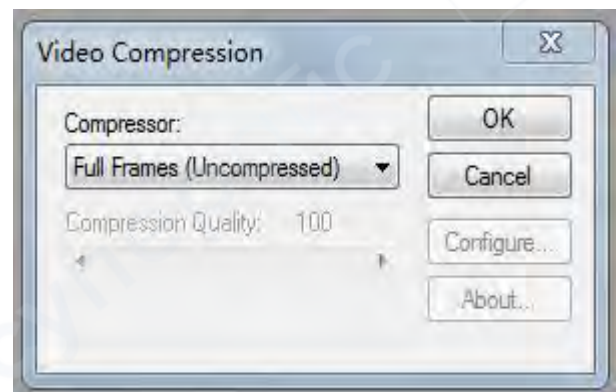 Video Compression
Compressor:
OK
Full Frames (Uncompressed)
Cancel
Compression Quality: 100
Configure...
About...